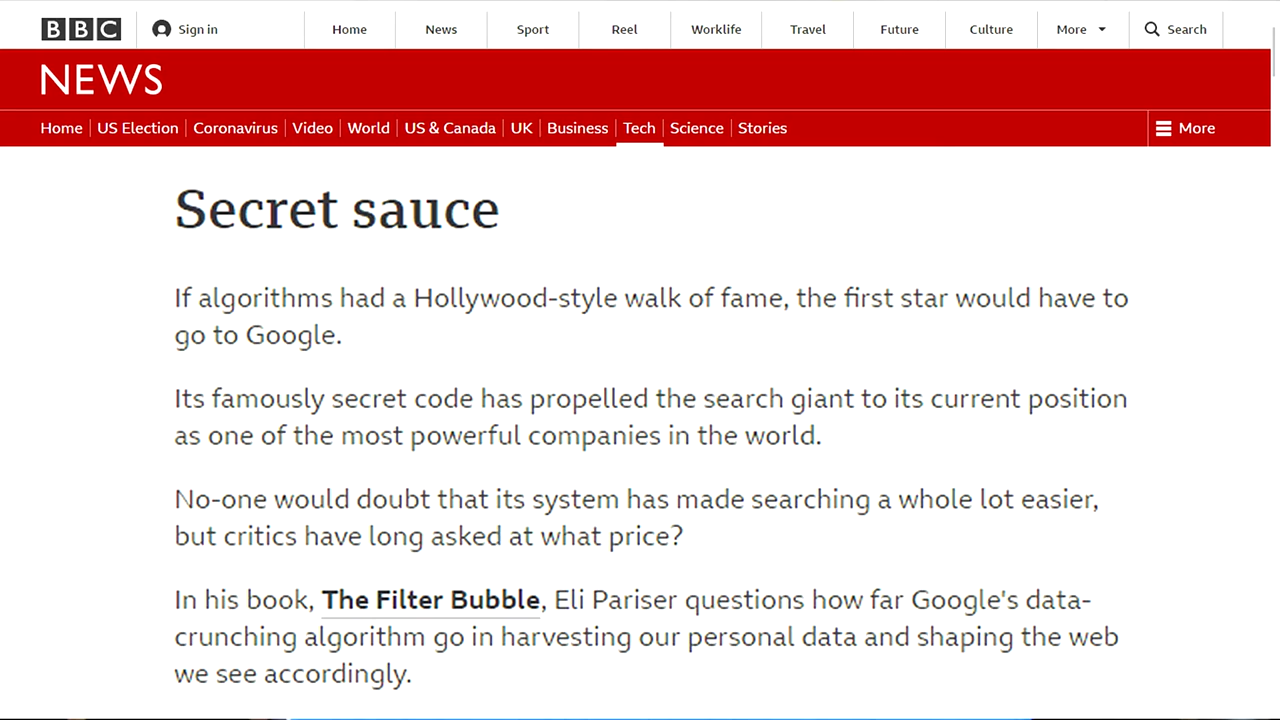 BBC Sign in Home News Sport Reel Worklife Travel Future Culture More Search
NEWS
Home US Election Coronavirus Video World US & Canada UK Business Tech Science Stories More
Secret sauce
If algorithms had a Hollywood-style walk of fame, the first star would have to
go to Google.
Its famously secret code has propelled the search giant to its current position
as one of the most powerful companies in the world.
No-one would doubt that its system has made searching a whole lot easier,
but critics have long asked at what price?
In his book, The Filter Bubble, Eli Pariser questions how far Google's data-
crunching algorithm go in harvesting our personal data and shaping the web
we see accordingly.